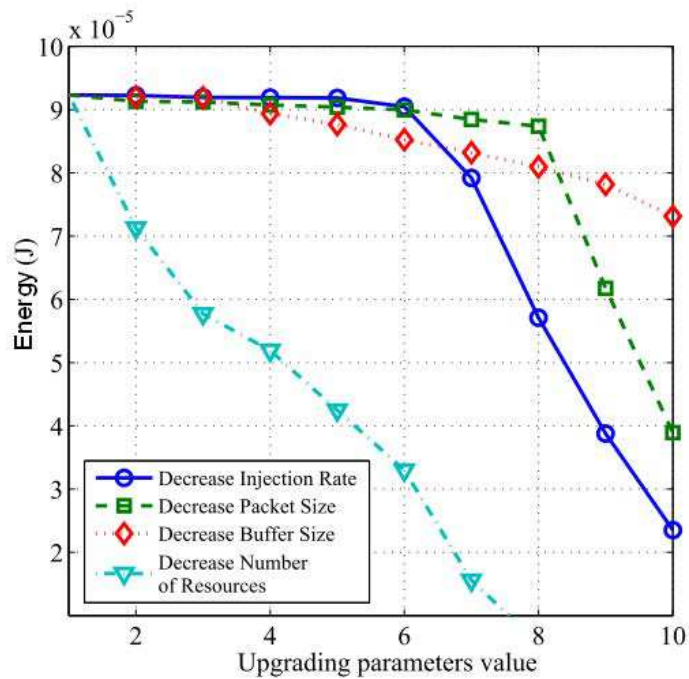 x 10⁻⁵
10
9
8
7
6
5
4
3
2
Energy (J)
Decrease Injection Rate
Decrease Packet Size
Decrease Buffer Size
Decrease Number
of Resources
2 4 6 8 10
Upgrading parameters value